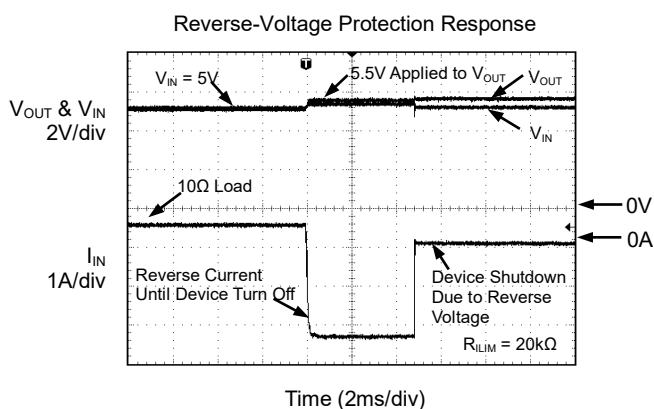 Reverse-Voltage Protection Response
V_IN = 5V
5.5V Applied to V_OUT
V_OUT
V_OUT & V_IN
2V/div
V_IN
10Ω Load
0V
0A
I_IN
1A/div
Reverse Current
Until Device Turn Off
Device Shutdown
Due to Reverse
Voltage
R_ILIM = 20kΩ
Time (2ms/div)